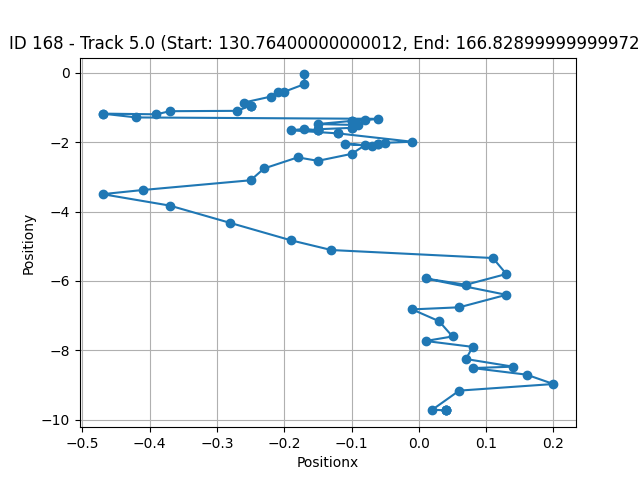 ID 168 - Track 5.0 (Start: 130.76400000000012, End: 166.82899999999972
0
−2
−4
−6
−8
−10
Positiony
−0.5 −0.4 −0.3 −0.2 −0.1 0.0 0.1 0.2
Positionx